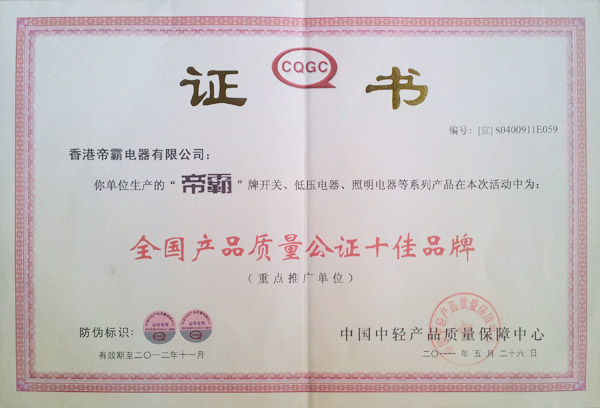 CQGC
证 书
编号: [宣] S0400911E059
香港帝霸电器有限公司:
你单位生产的“帝霸”牌开关、低压电器、照明电器等系列产品在本次活动中为:
全国产品质量公证十佳品牌
(重点推广单位)
防伪标识:
中国中轻产品质量保障中心
有效期至二〇一二年十一月
二〇一一年 五 月 二十六 日